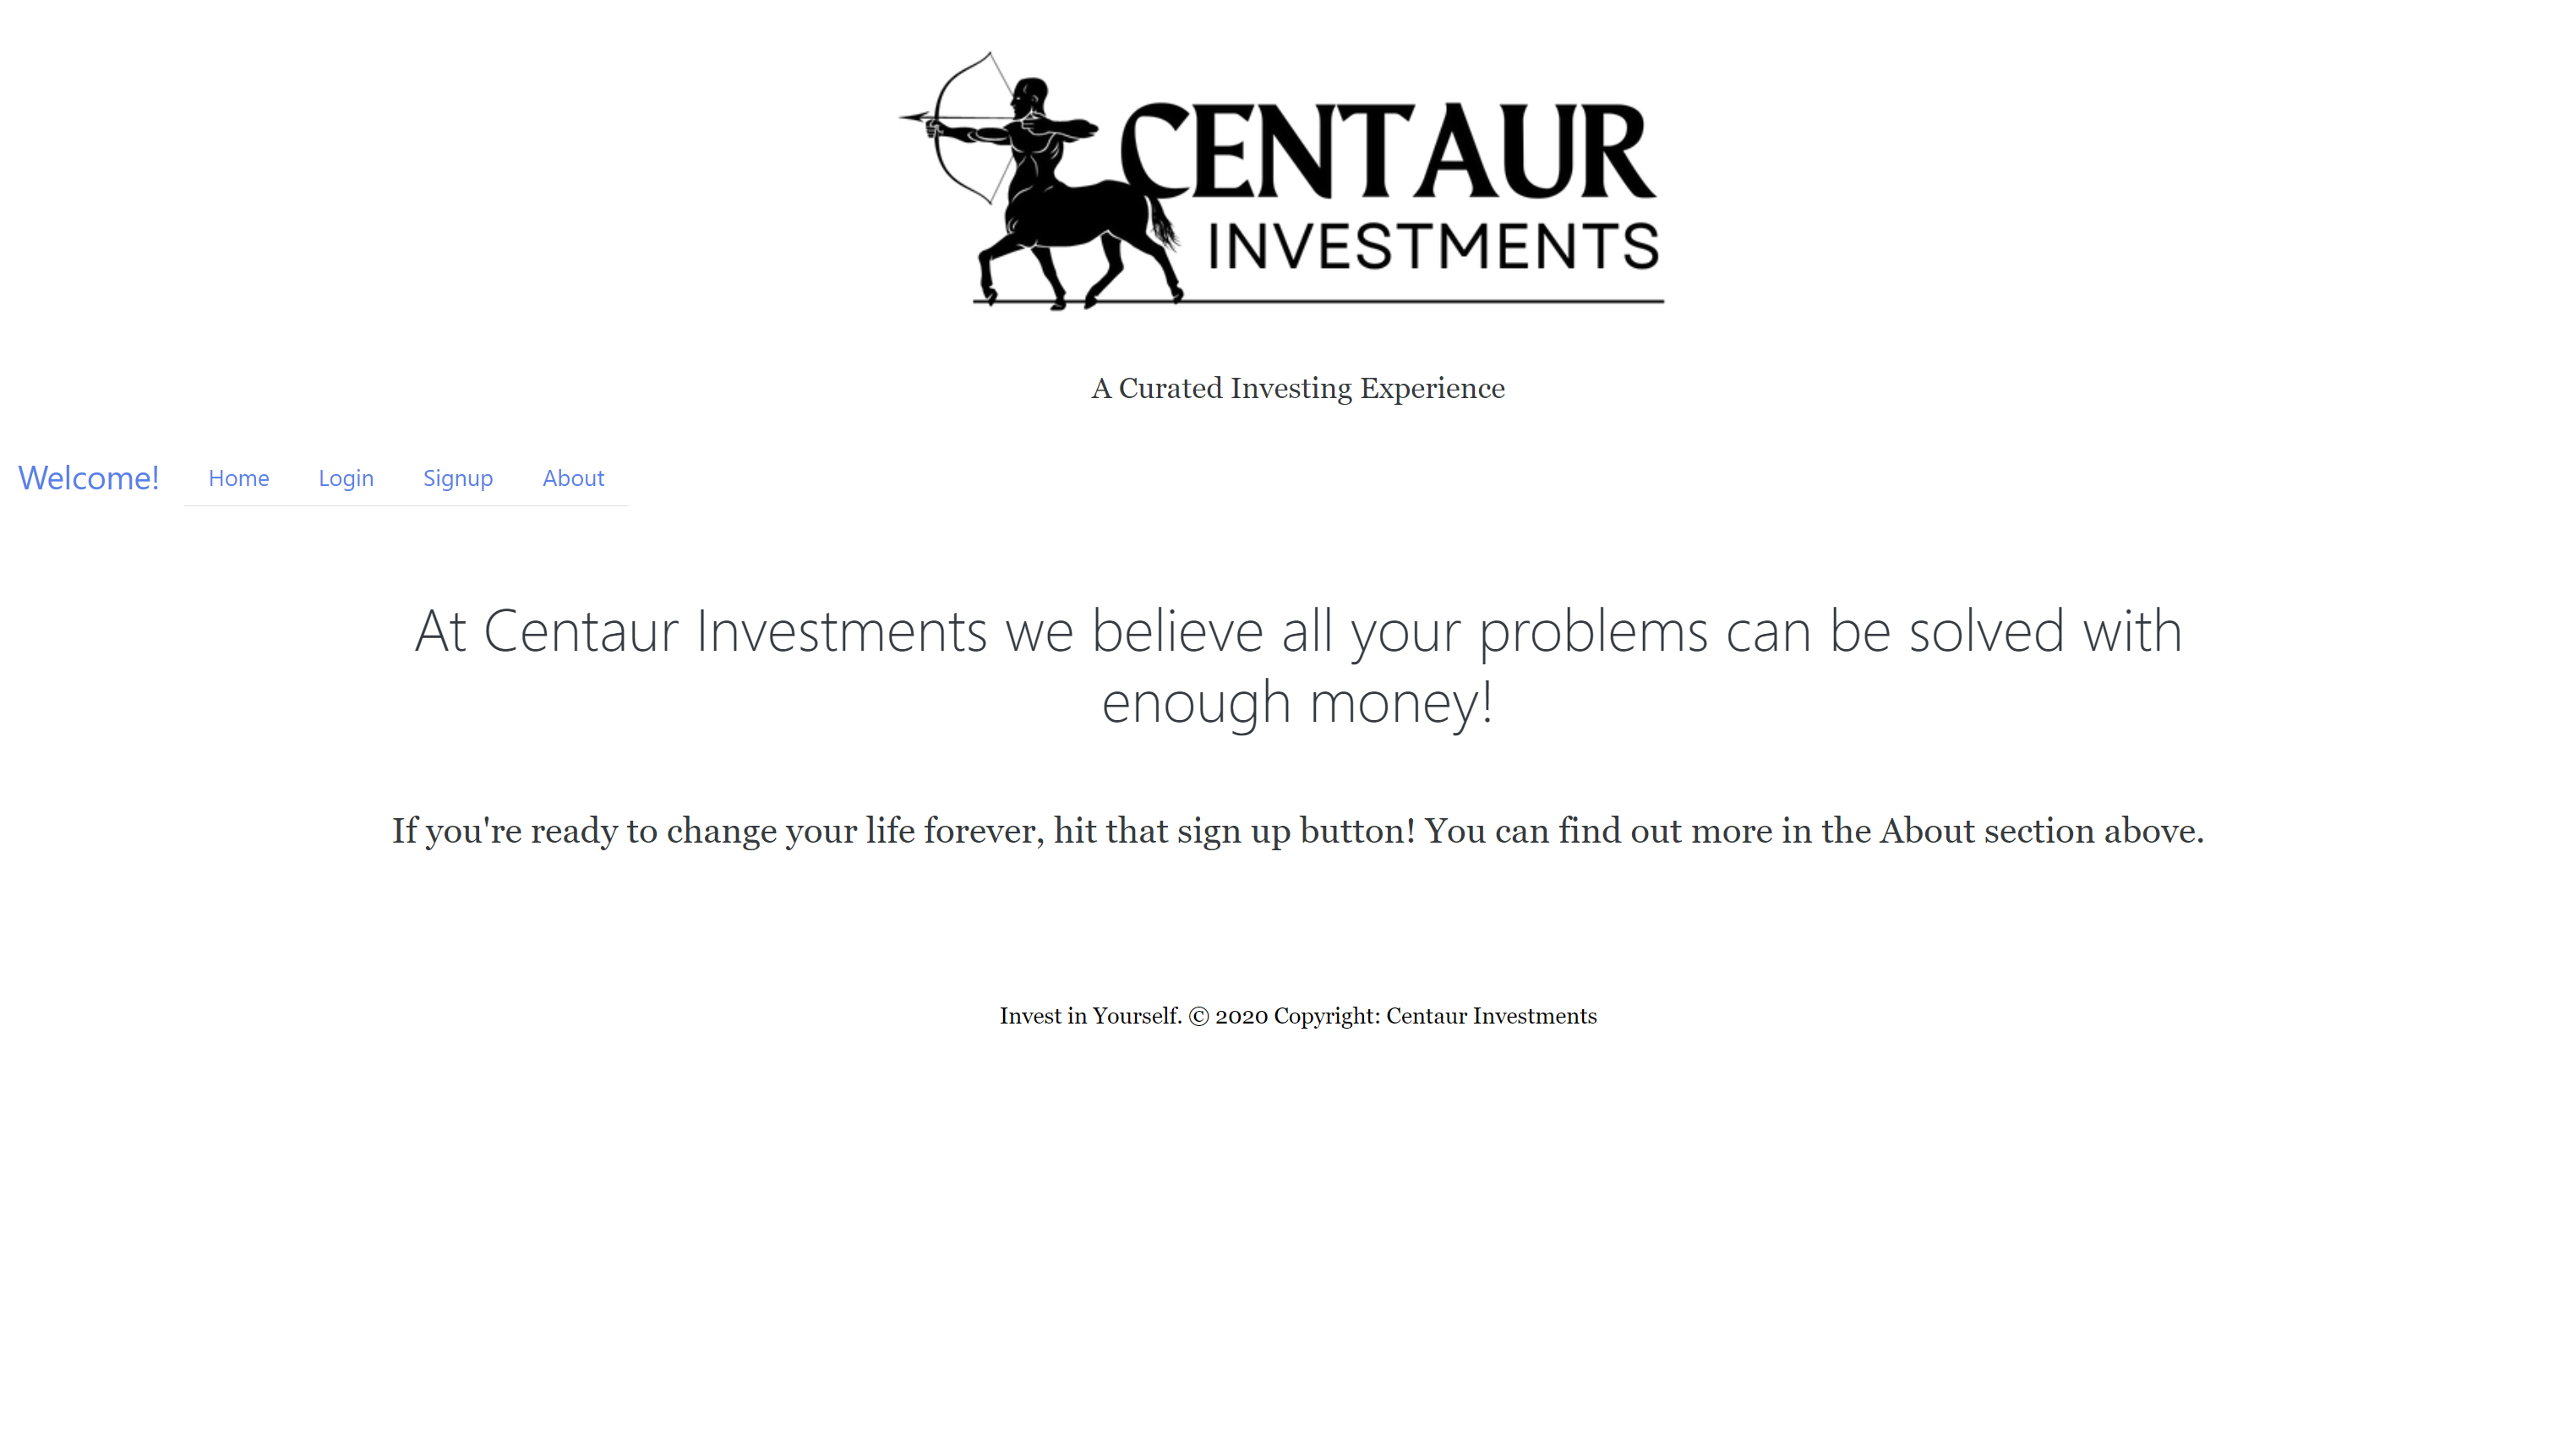 CENTAUR
INVESTMENTS
A Curated Investing Experience
Welcome! Home Login Signup About
At Centaur Investments we believe all your problems can be solved with
enough money!
If you're ready to change your life forever, hit that sign up button! You can find out more in the About section above.
Invest in Yourself. © 2020 Copyright: Centaur Investments